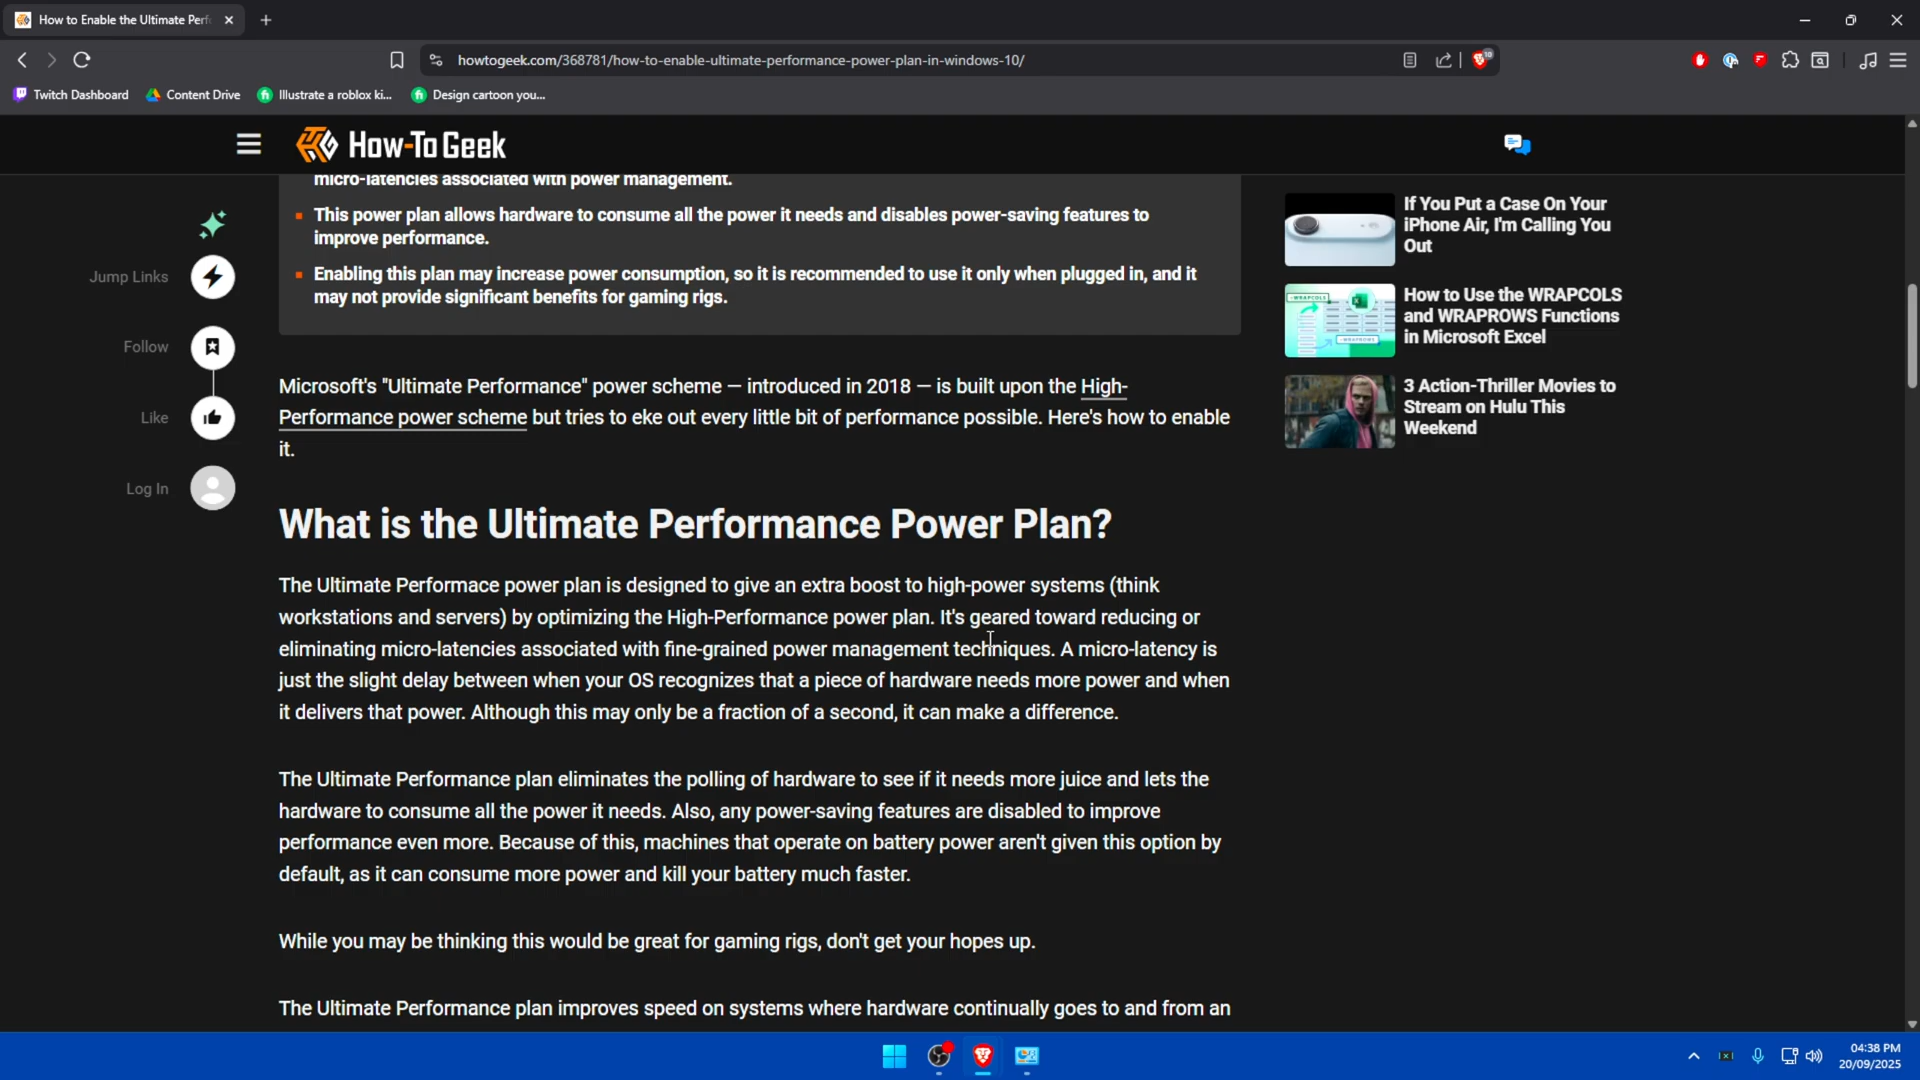 How to Enable the Ultimate Perf
howtogeek.com/368781/how-to-enable-ultimate-performance-power-plan-in-windows-10/
10
Twitch Dashboard
Content Drive
Illustrate a roblox ki...
Design cartoon you...
How-To Geek
micro-latencies associated with power management.
This power plan allows hardware to consume all the power it needs and disables power-saving features to
improve performance.
Enabling this plan may increase power consumption, so it is recommended to use it only when plugged in, and it
may not provide significant benefits for gaming rigs.
Jump Links
Follow
Like
Log In
Microsoft's "Ultimate Performance" power scheme — introduced in 2018 — is built upon the High-
Performance power scheme but tries to eke out every little bit of performance possible. Here's how to enable
it.
What is the Ultimate Performance Power Plan?
The Ultimate Performace power plan is designed to give an extra boost to high-power systems (think
workstations and servers) by optimizing the High-Performance power plan. It's geared toward reducing or
eliminating micro-latencies associated with fine-grained power management techniques. A micro-latency is
just the slight delay between when your OS recognizes that a piece of hardware needs more power and when
it delivers that power. Although this may only be a fraction of a second, it can make a difference.
The Ultimate Performance plan eliminates the polling of hardware to see if it needs more juice and lets the
hardware to consume all the power it needs. Also, any power-saving features are disabled to improve
performance even more. Because of this, machines that operate on battery power aren't given this option by
default, as it can consume more power and kill your battery much faster.
While you may be thinking this would be great for gaming rigs, don't get your hopes up.
The Ultimate Performance plan improves speed on systems where hardware continually goes to and from an
If You Put a Case On Your
iPhone Air, I'm Calling You
Out
How to Use the WRAPCOLS
and WRAPROWS Functions
in Microsoft Excel
3 Action-Thriller Movies to
Stream on Hulu This
Weekend
04:38 PM
20/09/2025